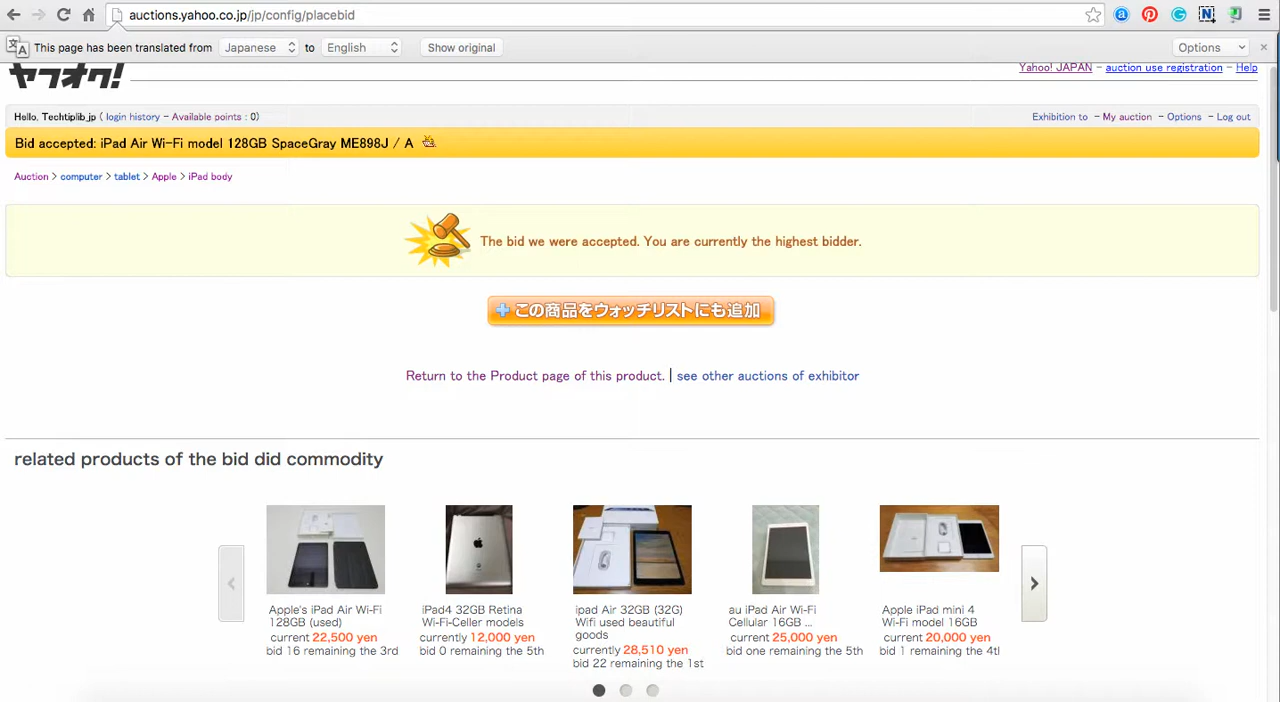 auctions.yahoo.co.jp/jp/config/placebid
This page has been translated from Japanese to English Show original Options
ヤフオク!
Yahoo! JAPAN - auction use registration - Help
Hello, Techtiplib_jp ( login history - Available points : 0)
Exhibition to - My auction - Options - Log out
Bid accepted: iPad Air Wi-Fi model 128GB SpaceGray ME898J / A
Auction > computer > tablet > Apple > iPad body
The bid we were accepted. You are currently the highest bidder.
+ この商品をウォッチリストにも追加
Return to the Product page of this product. | see other auctions of exhibitor
related products of the bid did commodity
Apple's iPad Air Wi-Fi
128GB (used)
current 22,500 yen
bid 16 remaining the 3rd
iPad4 32GB Retina
Wi-Fi-Celler models
currently 12,000 yen
bid 0 remaining the 5th
ipad Air 32GB (32G)
Wifi used beautiful
goods
currently 28,510 yen
bid 22 remaining the 1st
au iPad Air Wi-Fi
Cellular 16GB ...
current 25,000 yen
bid one remaining the 5th
Apple iPad mini 4
Wi-Fi model 16GB
current 20,000 yen
bid 1 remaining the 4tl